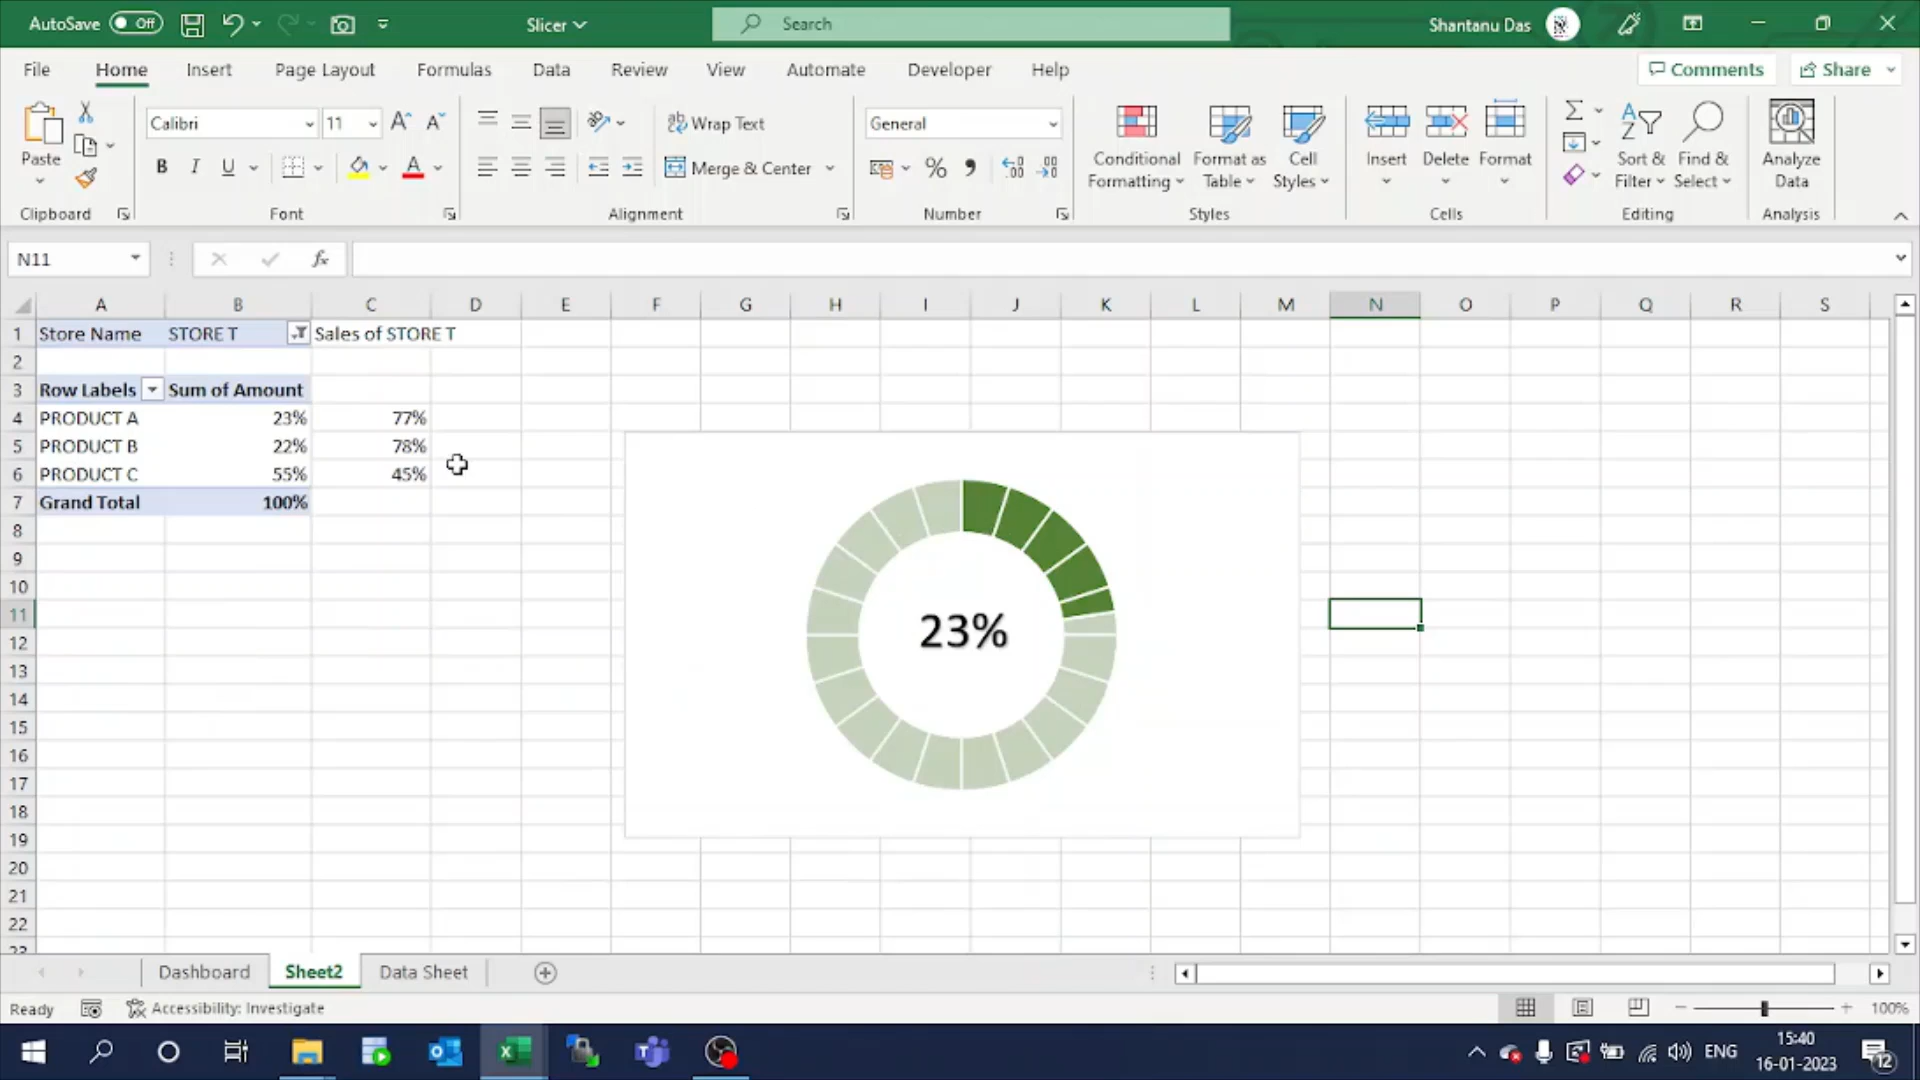 AutoSave Off Slicer Search Shantanu Das
File Home Insert Page Layout Formulas Data Review View Automate Developer Help Comments Share
Paste
Clipboard
Calibri 11
B I U
Font
Wrap Text
Merge & Center
Alignment
General
%
Number
Conditional Formatting
Format as Table
Cell Styles
Styles
Insert Delete Format
Cells
Sort & Filter
Find & Select
Editing
Analyze Data
Analysis
N11 fx
A B C D E F G H I J K L M N O P Q R S
1 Store Name STORE T Sales of STORE T
2
3 Row Labels Sum of Amount
4 PRODUCT A 23% 77%
5 PRODUCT B 22% 78%
6 PRODUCT C 55% 45%
7 Grand Total 100%
8
9
10
11
12
13
14
15
16
17
18
19
20
21
22
23
23%
Dashboard Sheet2 Data Sheet
Ready Accessibility: Investigate 100%
ENG 15:40
16-01-2023
12